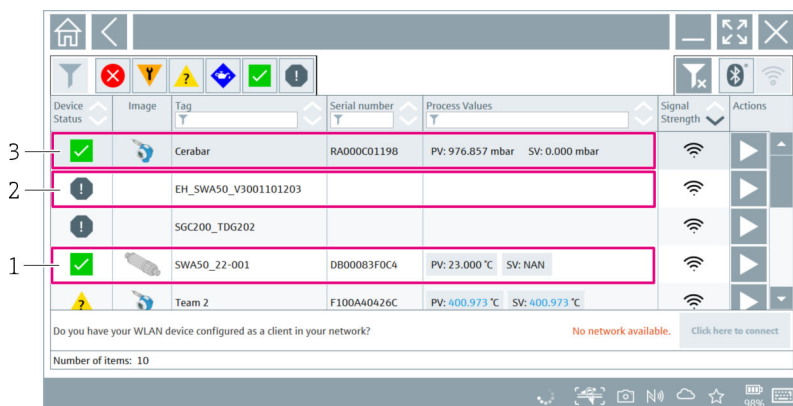 Device Status Image Tag Serial number Process Values Signal Strength Actions
3 Cerabar RA000C01198 PV: 976.857 mbar SV: 0.000 mbar
2 EH_SWA50_V3001101203
SGC200_TDG202
1 SWA50_22-001 DB00083F0C4 PV: 23.000 °C SV: NAN
Team 2 F100A40426C PV: 400.973 °C SV: 400.973 °C
Do you have your WLAN device configured as a client in your network? No network available. Click here to connect
Number of items: 10
98%